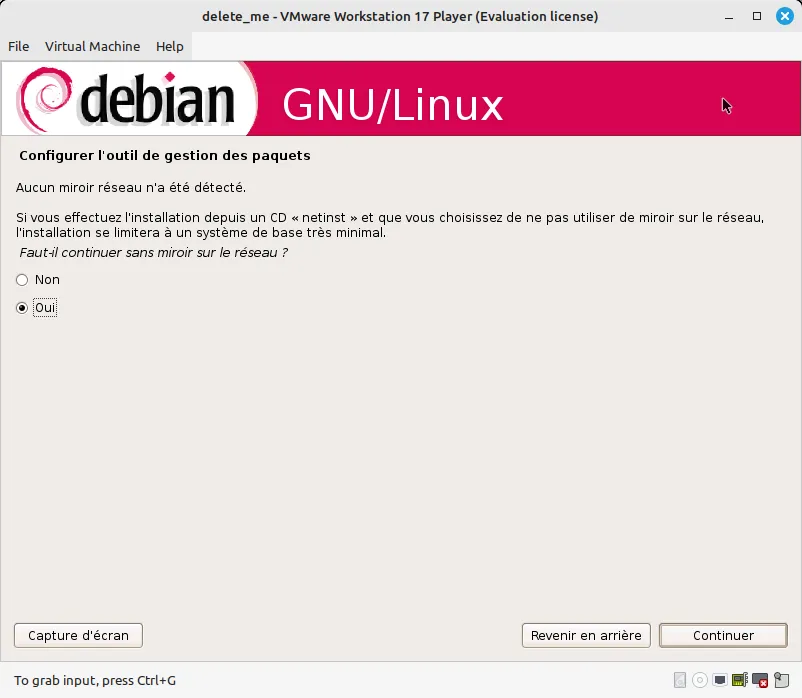 delete_me - VMware Workstation 17 Player (Evaluation license)
File Virtual Machine Help
debian GNU/Linux
Configurer l'outil de gestion des paquets
Aucun miroir réseau n'a été détecté.
Si vous effectuez l'installation depuis un CD « netinst » et que vous choisissez de ne pas utiliser de miroir sur le réseau,
l'installation se limitera à un système de base très minimal.
Faut-il continuer sans miroir sur le réseau ?
Non
Oui
Capture d'écran Revenir en arrière Continuer
To grab input, press Ctrl+G